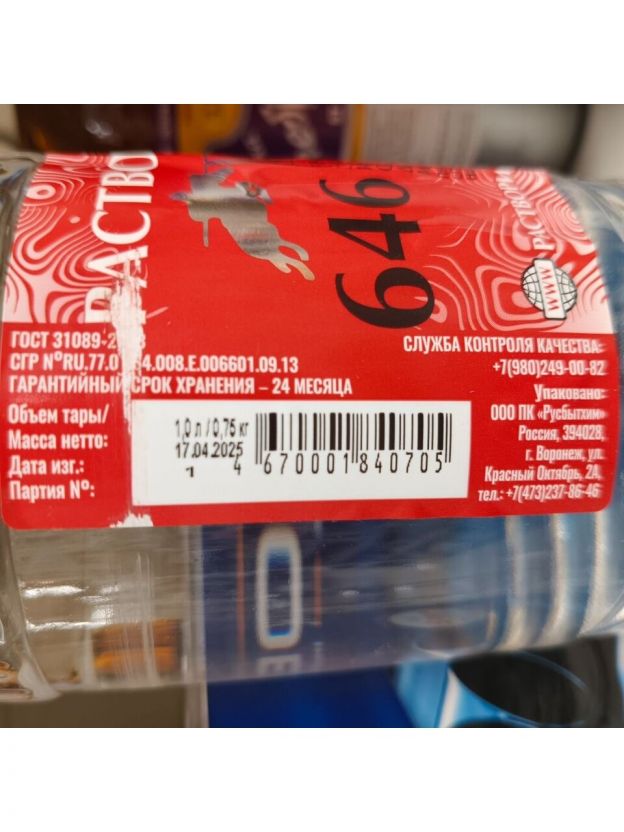 РАСТВО
646
WWW
РАСТВОРИ
ГОСТ 31089-2
СГР N°RU.77.0 4.008.Е.006601.09.13
ГАРАНТИЙНЫЙ СРОК ХРАНЕНИЯ – 24 МЕСЯЦА
Объем тары/
Масса нетто:
Дата изг.:
Партия N°:
1,0 л / 0,75 кг
17.04.2025
1
4 670001 840705
СЛУЖБА КОНТРОЛЯ КАЧЕСТВА:
+7(980)249-00-82
Упаковано:
ООО ПК «Русбытхим»
Россия, 394028,
г. Воронеж, ул.
Красный Октябрь, 2А,
тел.: +7(473)237-86-46